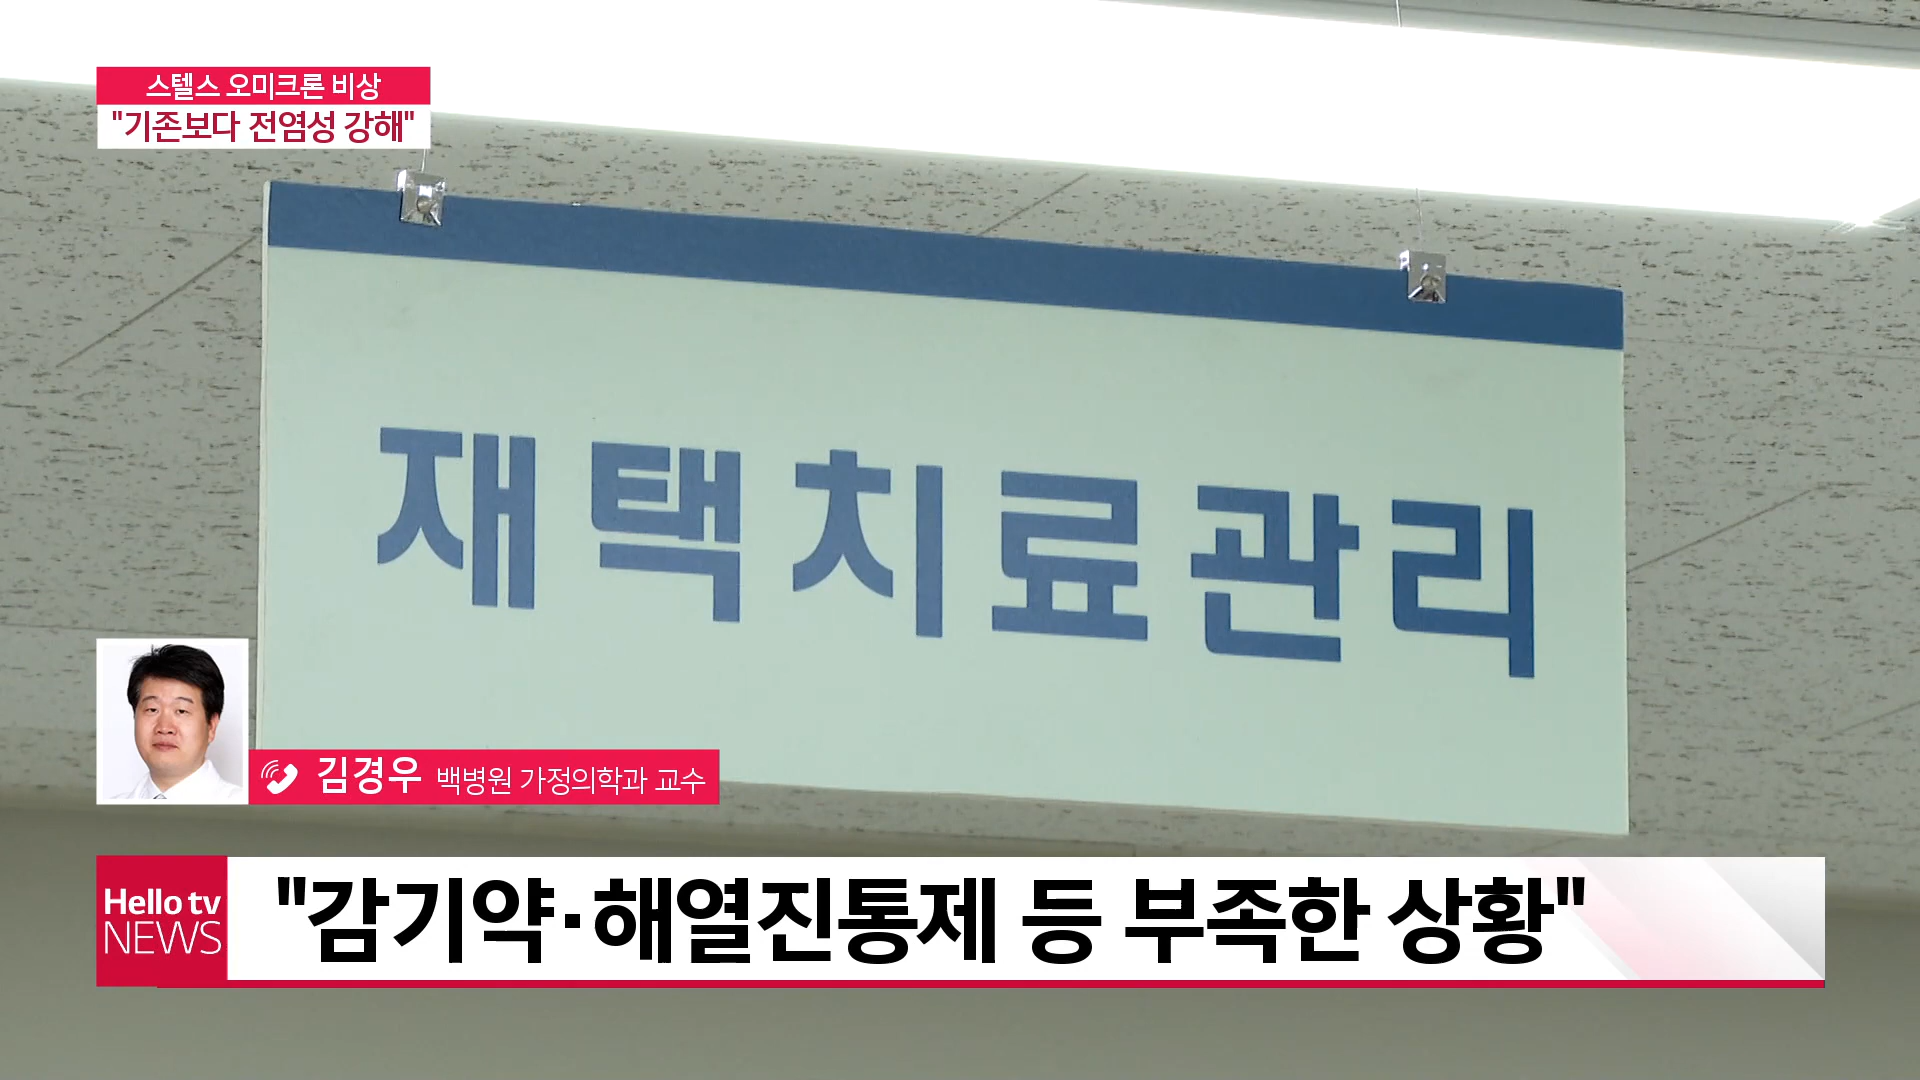 스텔스 오미크론 비상
"기존보다 전염성 강해"
재택치료관리
김경우 백병원 가정의학과 교수
Hello tv
NEWS
"감기약·해열진통제 등 부족한 상황"